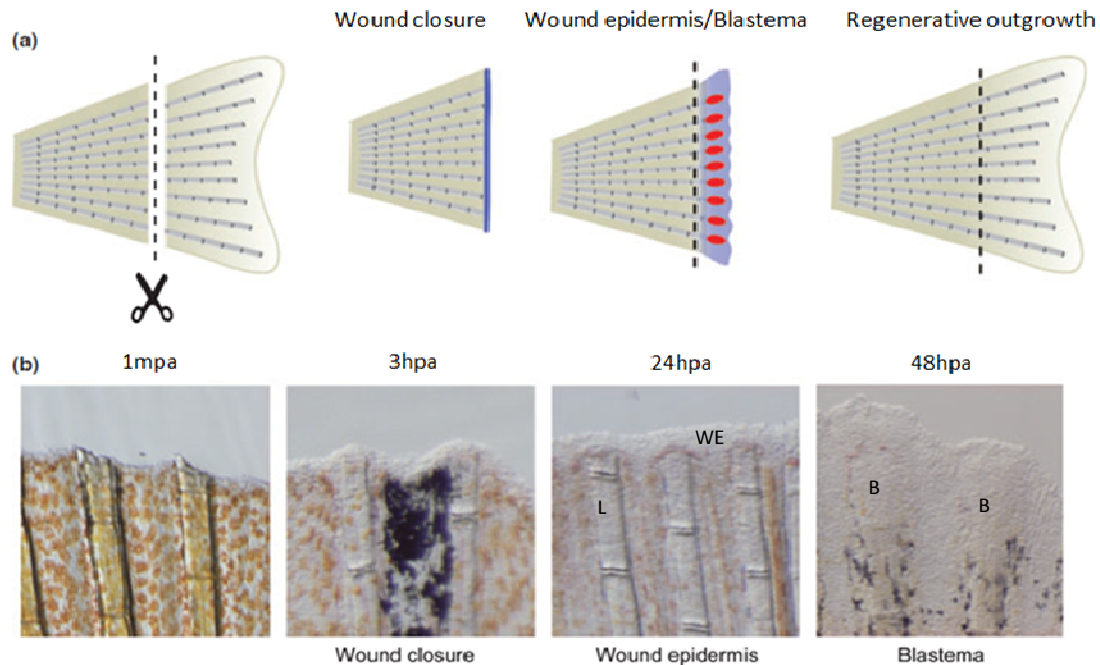 Wound closure Wound epidermis/Blastema Regenerative outgrowth
(a)
(b) 1mpa 3hpa 24hpa 48hpa
WE
L B B
Wound closure Wound epidermis Blastema